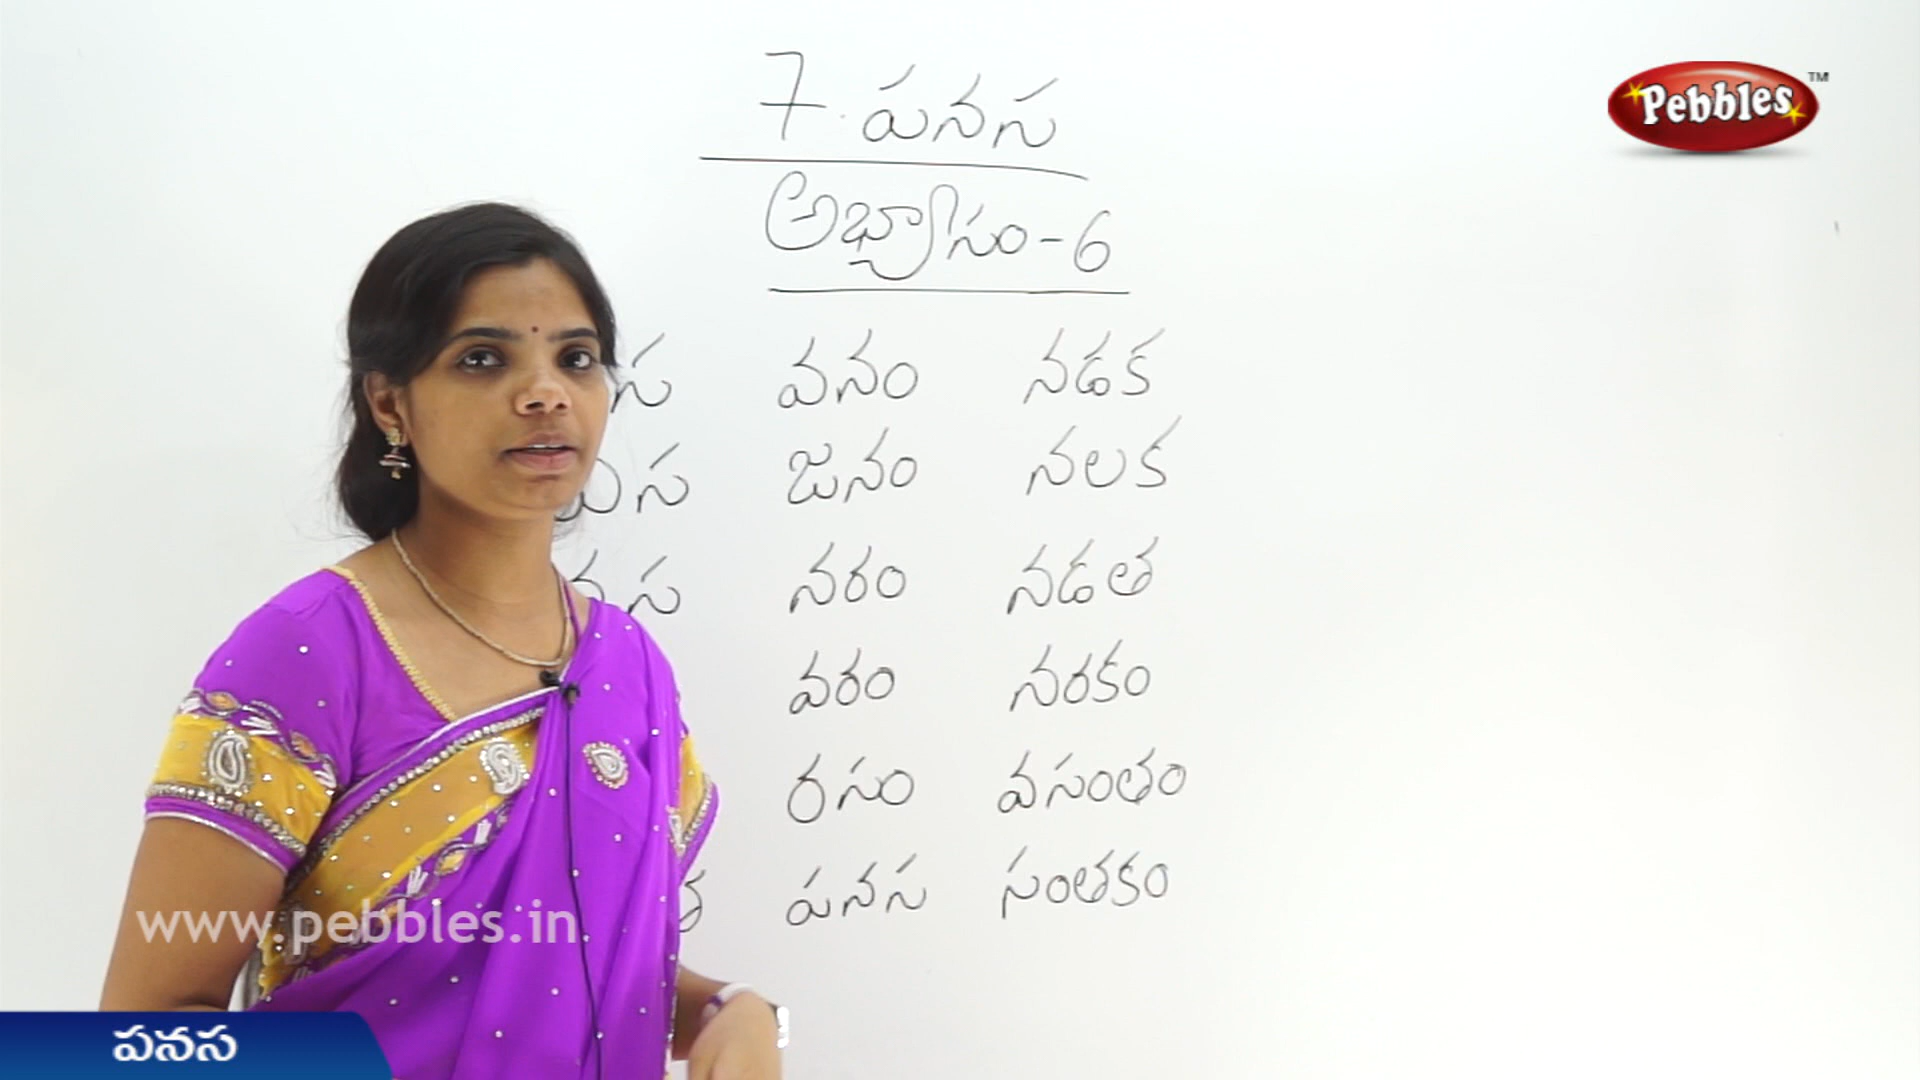 Pebbles™
7. పనస
అభ్యాసం-6
వనం నడక
జనం నలక
నరం నడత
వరం నరకం
రసం వసంతం
పనస సంతకం
www.pebbles.in
పనస